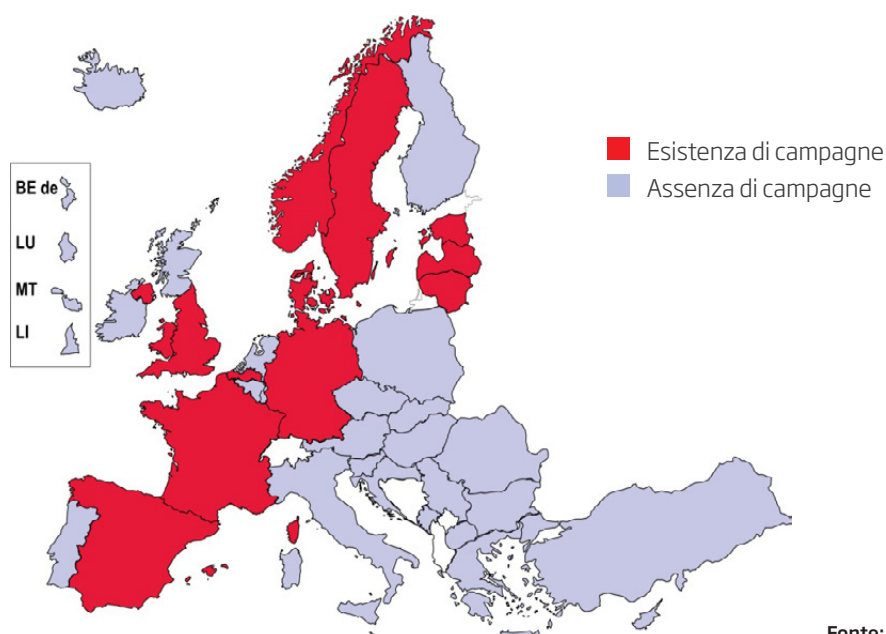 Esistenza di campagne
Assenza di campagne
BE de
LU
MT
LI
Fonte: